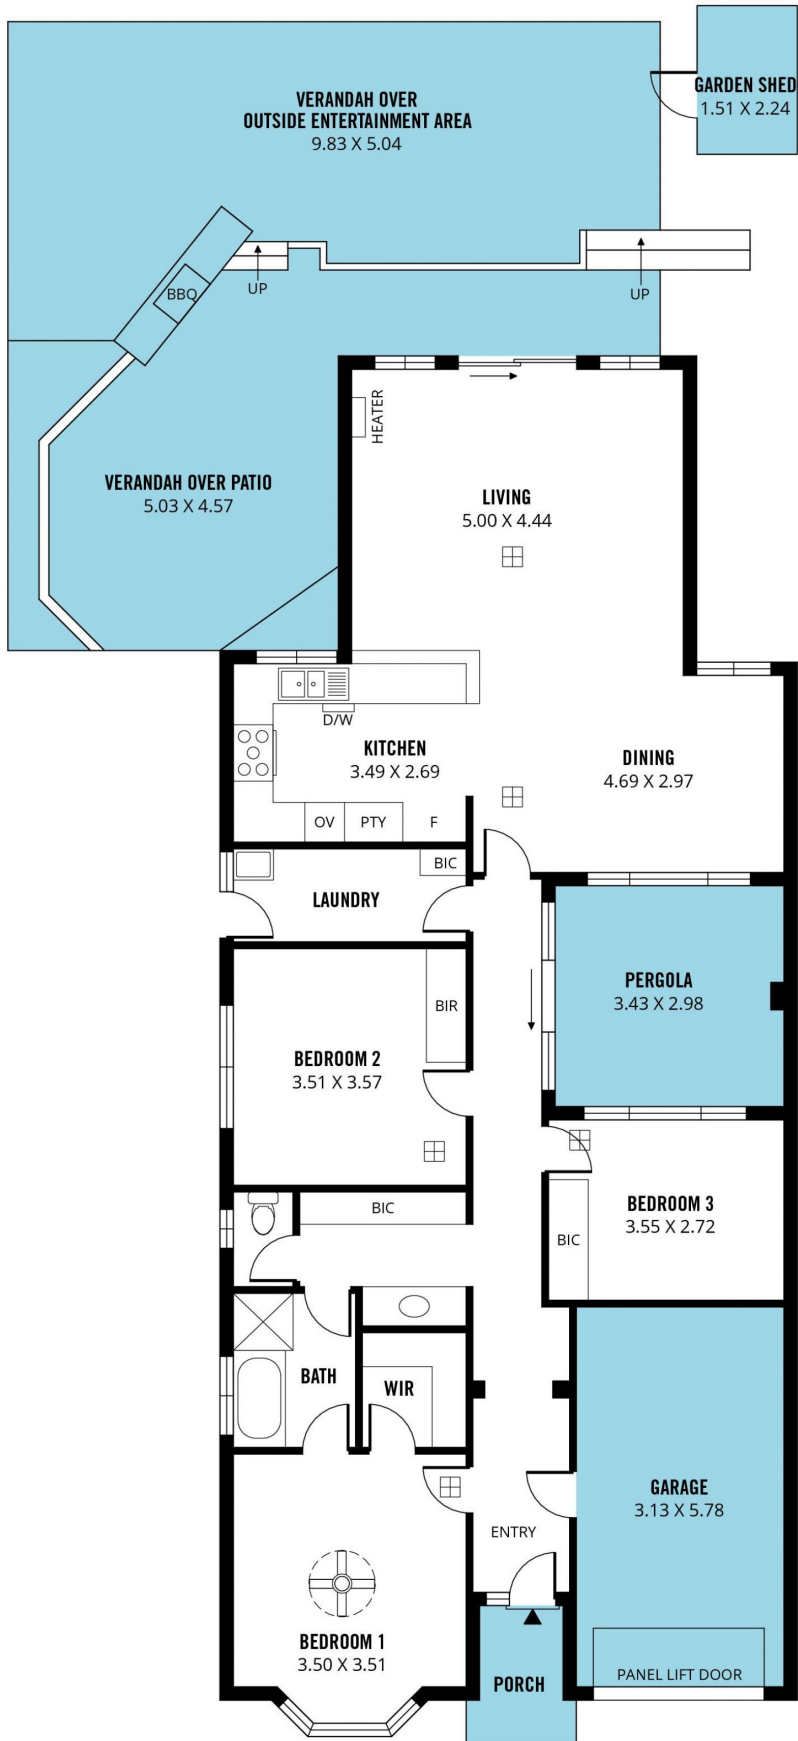 VERANDAH OVER
OUTSIDE ENTERTAINMENT AREA
9.83 X 5.04
GARDEN SHED
1.51 X 2.24
BBQ
UP
UP
HEATER
VERANDAH OVER PATIO
5.03 X 4.57
LIVING
5.00 X 4.44
D/W
KITCHEN
3.49 X 2.69
DINING
4.69 X 2.97
OV
PTY
F
LAUNDRY
BIC
PERGOLA
3.43 X 2.98
BIR
BEDROOM 2
3.51 X 3.57
BIC
BEDROOM 3
3.55 X 2.72
BIC
BATH
WIR
GARAGE
3.13 X 5.78
ENTRY
BEDROOM 1
3.50 X 3.51
PORCH
PANEL LIFT DOOR